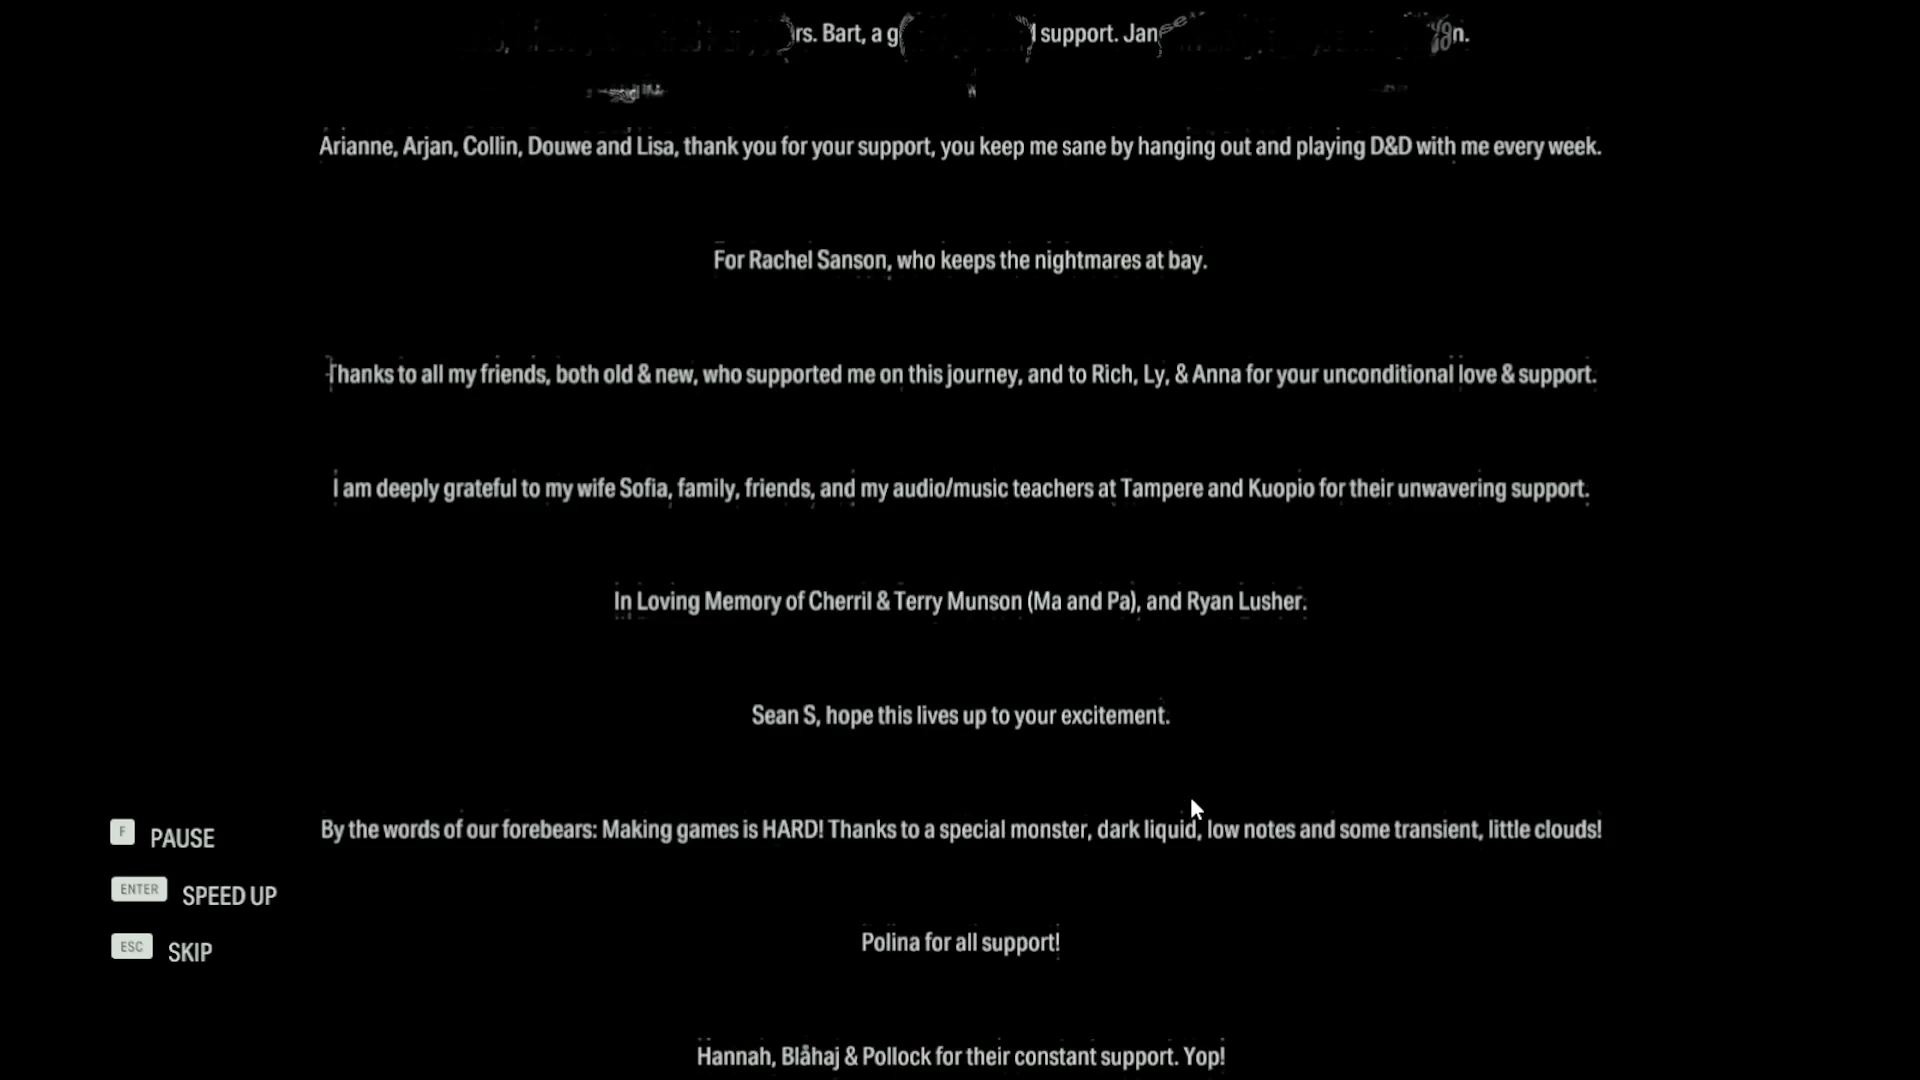 rs. Bart, a g support. Jan n.
Arianne, Arjan, Collin, Douwe and Lisa, thank you for your support, you keep me sane by hanging out and playing D&D with me every week.
For Rachel Sanson, who keeps the nightmares at bay.
Thanks to all my friends, both old & new, who supported me on this journey, and to Rich, Ly, & Anna for your unconditional love & support.
I am deeply grateful to my wife Sofia, family, friends, and my audio/music teachers at Tampere and Kuopio for their unwavering support.
In Loving Memory of Cherril & Terry Munson (Ma and Pa), and Ryan Lusher.
Sean S, hope this lives up to your excitement.
By the words of our forebears: Making games is HARD! Thanks to a special monster, dark liquid, low notes and some transient, little clouds!
F PAUSE
ENTER SPEED UP
Polina for all support!
ESC SKIP
Hannah, Blåhaj & Pollock for their constant support. Yop!